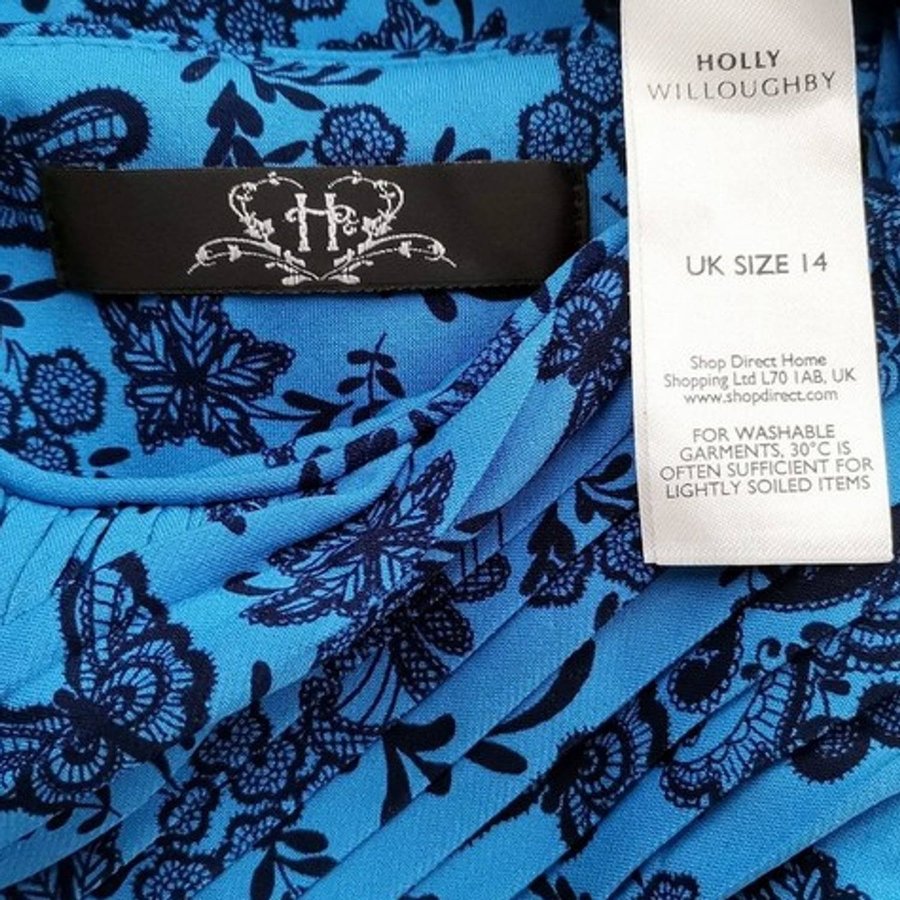 H
HOLLY
WILLOUGHBY
UK SIZE 14
Shop Direct Home
Shopping Ltd L70 1AB, UK
www.shopdirect.com
FOR WASHABLE
GARMENTS, 30°C IS
OFTEN SUFFICIENT FOR
LIGHTLY SOILED ITEMS